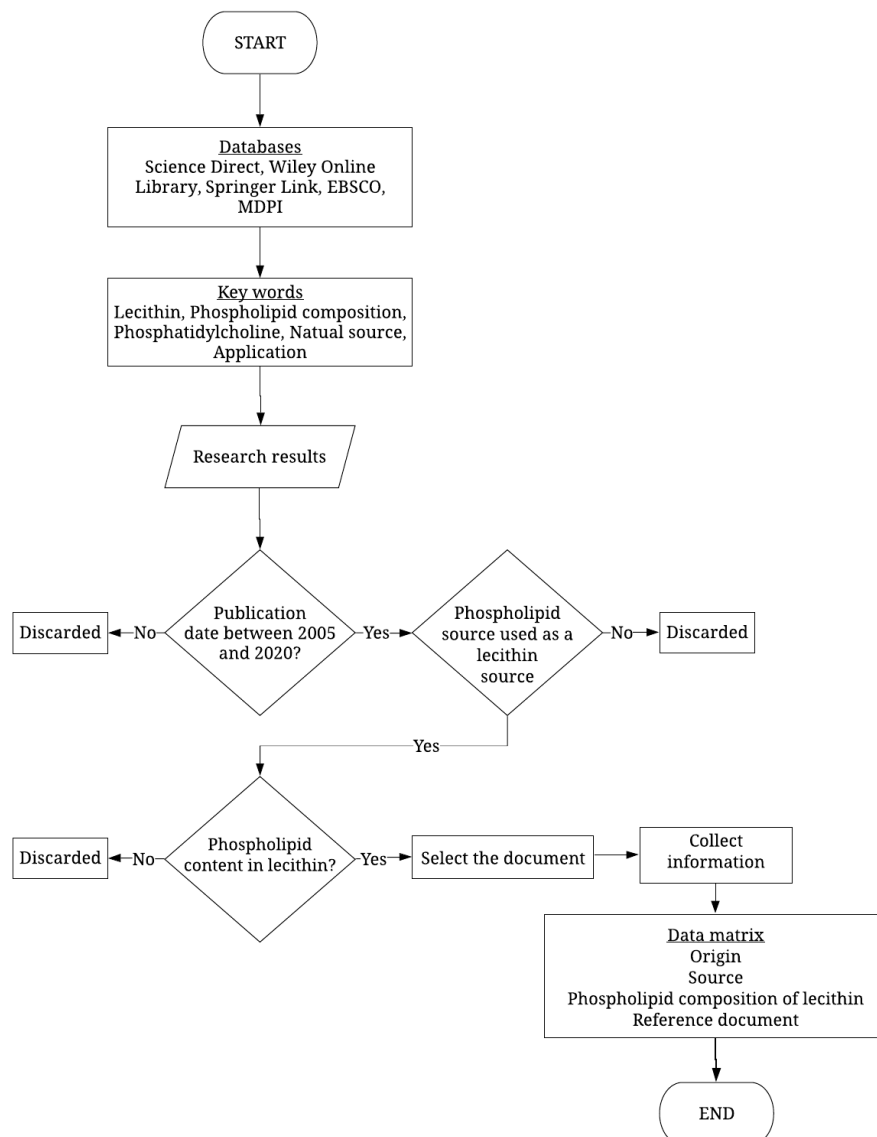 START
Databases
Science Direct, Wiley Online
Library, Springer Link, EBSCO,
MDPI
Key words
Lecithin, Phospholipid composition,
Phosphatidylcholine, Natual source,
Application
Research results
Publication
date between 2005
and 2020?
No
Discarded
Yes
Phospholipid
source used as a
lecithin
source
No
Discarded
Yes
Phospholipid
content in lecithin?
No
Discarded
Yes
Select the document
Collect
information
Data matrix
Origin
Source
Phospholipid composition of lecithin
Reference document
END